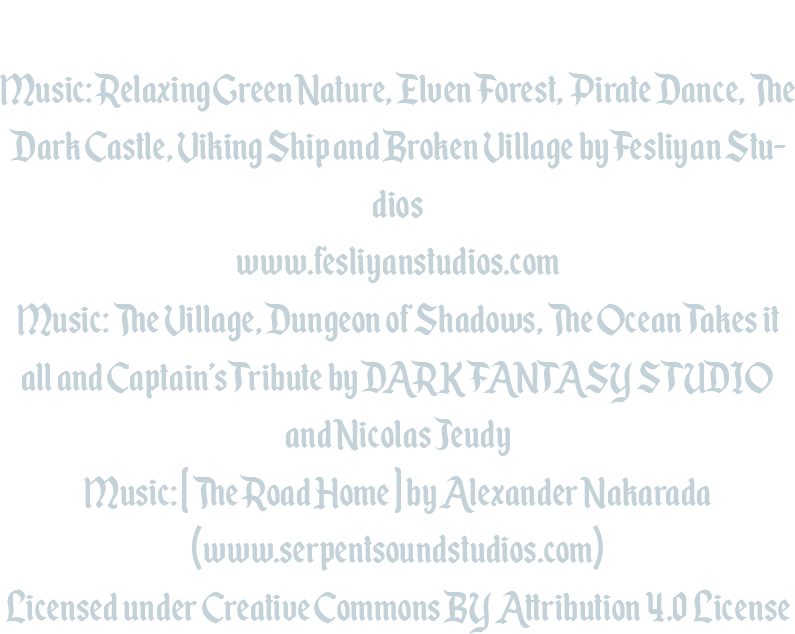 Music: Relaxing Green Nature, Elven Forest, Pirate Dance, The
Dark Castle, Viking Ship and Broken Village by Fesliyan Stu-
dios
www.fesliyanstudios.com
Music: The Village, Dungeon of Shadows, The Ocean Takes it
all and Captain's Tribute by DARK FANTASY STUDIO
and Nicolas Jeudy
Music: [ The Road Home ] by Alexander Nakarada
(www.serpentsoundstudios.com)
Licensed under Creative Commons BY Attribution 4.0 License